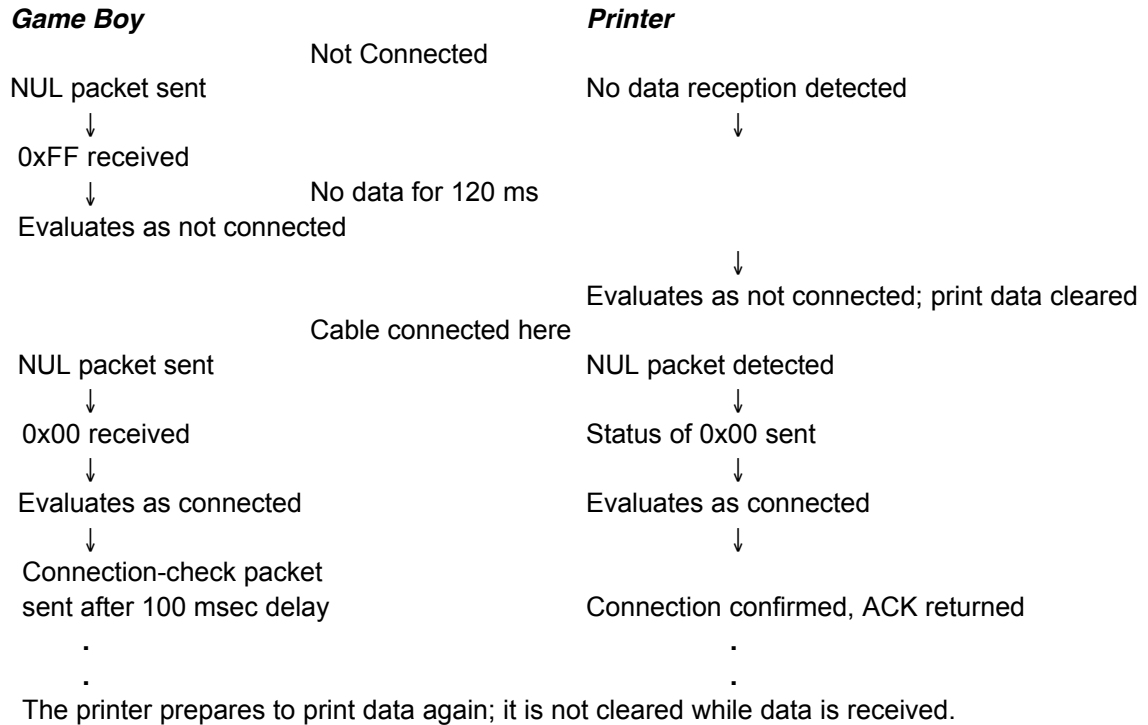 Game Boy Printer
Not Connected
NUL packet sent No data reception detected
↓ ↓
0xFF received
↓ No data for 120 ms
Evaluates as not connected
↓
Evaluates as not connected; print data cleared
Cable connected here
NUL packet sent NUL packet detected
↓ ↓
0x00 received Status of 0x00 sent
↓ ↓
Evaluates as connected Evaluates as connected
↓ ↓
Connection-check packet
sent after 100 msec delay Connection confirmed, ACK returned
. .
. .
The printer prepares to print data again; it is not cleared while data is received.